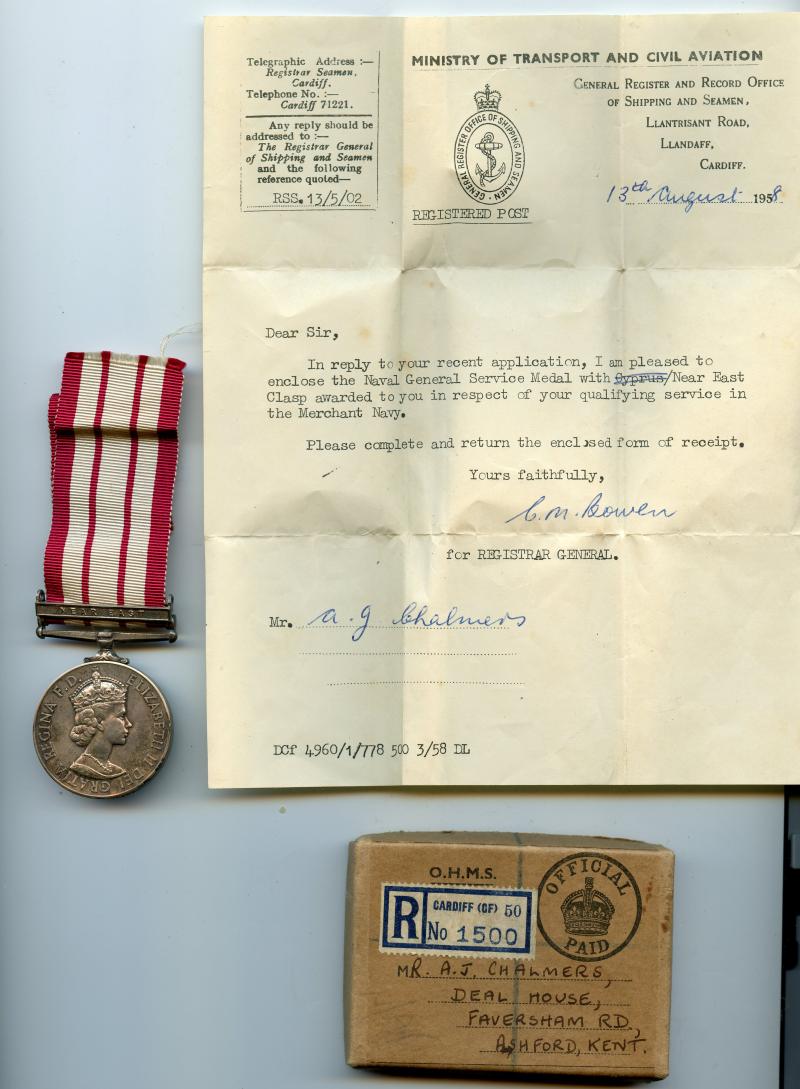 Telegraphic Address :—
Registrar Seamen,
Cardiff.
Telephone No. :—
Cardiff 71221.
Any reply should be
addressed to :—
The Registrar General
of Shipping and Seamen
and the following
reference quoted—
RSS. 13/5/02
MINISTRY OF TRANSPORT AND CIVIL AVIATION
GENERAL REGISTER AND RECORD OFFICE
OF SHIPPING AND SEAMEN,
LLANTRISANT ROAD,
LLANDAFF,
CARDIFF.
GENERAL REGISTER OFFICE OF SHIPPING AND SEAMEN
13th August 1958
REGISTERED POST
Dear Sir,
In reply to your recent application, I am pleased to
enclose the Naval General Service Medal with Cyprus/Near East
Clasp awarded to you in respect of your qualifying service in
the Merchant Navy.
Please complete and return the enclosed form of receipt.
Yours faithfully,
C.M. Bowen
for REGISTRAR GENERAL.
Mr. A. J Chalmers
DCf 4960/1/778 500 3/58 DL
NEAR EAST
ELIZABETH II DEI GRATIA REGINA F.D.
O.H.M.S.
R CARDIFF (CF) 50
No 1500
OFFICIAL
PAID
MR. A.J. CHALMERS,
DEAL HOUSE,
FAVERSHAM RD.,
ASHFORD, KENT.